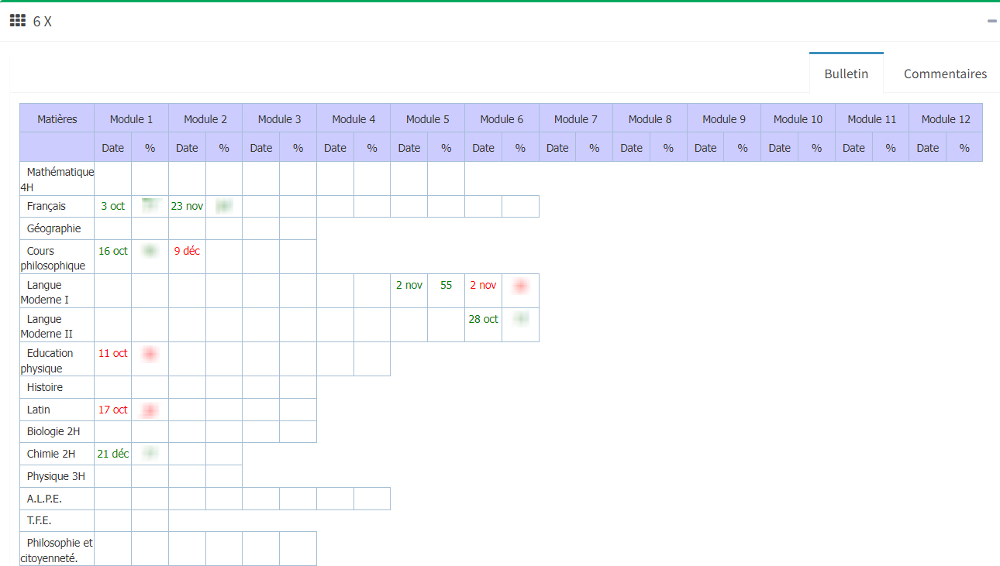 6 X
Bulletin Commentaires
Matières Module 1 Module 2 Module 3 Module 4 Module 5 Module 6 Module 7 Module 8 Module 9 Module 10 Module 11 Module 12
Date % Date % Date % Date % Date % Date % Date % Date % Date % Date % Date % Date %
Mathématique
4H
Français 3 oct 23 nov
Géographie
Cours 16 oct 9 déc
philosophique
Langue 2 nov 55 2 nov
Moderne I
Langue 28 oct
Moderne II
Education 11 oct
physique
Histoire
Latin 17 oct
Biologie 2H
Chimie 2H 21 déc
Physique 3H
A.L.P.E.
T.F.E.
Philosophie et
citoyenneté.